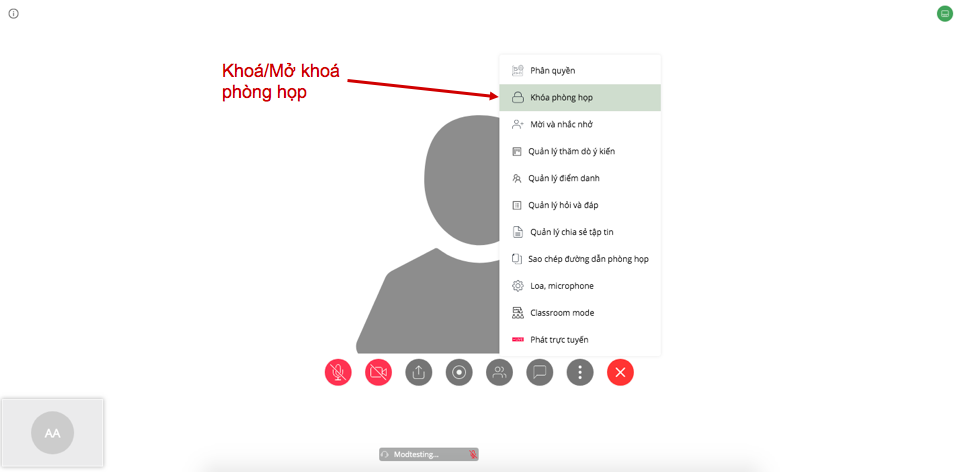 Khoá/Mở khoá
phòng họp
Phân quyền
Khóa phòng họp
Mời và nhắc nhở
Quản lý thăm dò ý kiến
Quản lý điểm danh
Quản lý hỏi và đáp
Quản lý chia sẻ tập tin
Sao chép đường dẫn phòng họp
Loa, microphone
Classroom mode
Phát trực tuyến
AA
Modtesting...